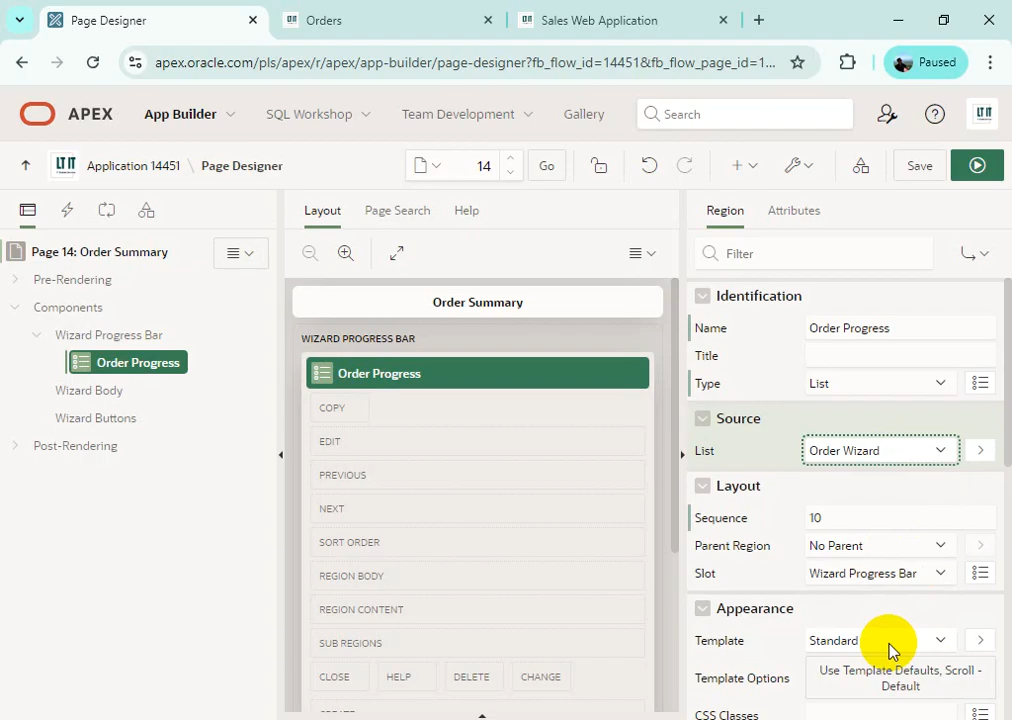 Page Designer
Orders
Sales Web Application
apex.oracle.com/pls/apex/r/apex/app-builder/page-designer?fb_flow_id=14451&fb_flow_page_id=1...
Paused
APEX
App Builder
SQL Workshop
Team Development
Gallery
Search
LT IT
LT IT
Application 14451 \ Page Designer
14
Go
Save
Layout
Page Search
Help
Region
Attributes
Page 14: Order Summary
Filter
Pre-Rendering
Components
Wizard Progress Bar
Order Progress
Wizard Body
Wizard Buttons
Post-Rendering
Order Summary
WIZARD PROGRESS BAR
Order Progress
COPY
EDIT
PREVIOUS
NEXT
SORT ORDER
REGION BODY
REGION CONTENT
SUB REGIONS
CLOSE
HELP
DELETE
CHANGE
Identification
Name
Order Progress
Title
Type
List
Source
List
Order Wizard
Layout
Sequence
10
Parent Region
No Parent
Slot
Wizard Progress Bar
Appearance
Template
Standard
Template Options
Use Template Defaults, Scroll -
Default
CSS Classes